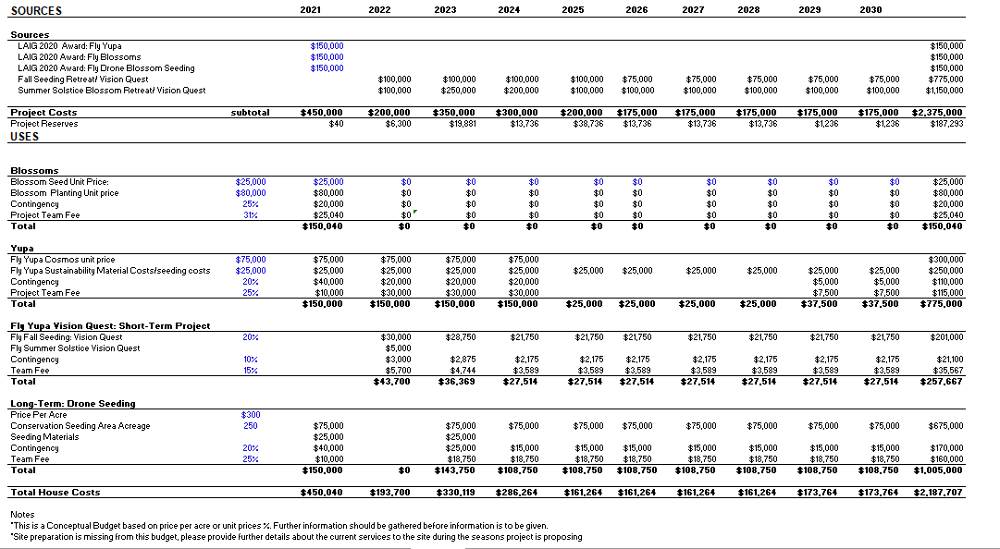 SOURCES 2021 2022 2023 2024 2025 2026 2027 2028 2029 2030
Sources
LAIG 2020 Award: Fly Yupa $150,000 $150,000
LAIG 2020 Award: Fly Blossoms $150,000 $150,000
LAIG 2020 Award: Fly Drone Blossom Seeding $150,000 $150,000
Fall Seeding Retreat/ Vision Quest $100,000 $100,000 $100,000 $100,000 $75,000 $75,000 $75,000 $75,000 $75,000 $775,000
Summer Solstice Blossom Retreat/ Vision Quest $100,000 $250,000 $200,000 $100,000 $100,000 $100,000 $100,000 $100,000 $100,000 $1,150,000
Project Costs subtotal $450,000 $200,000 $350,000 $300,000 $200,000 $175,000 $175,000 $175,000 $175,000 $175,000 $2,375,000
Project Reserves $40 $6,300 $19,881 $13,736 $38,736 $13,736 $13,736 $13,736 $1,236 $1,236 $187,293
USES
Blossoms
Blossom Seed Unit Price: $25,000 $25,000 $0 $0 $0 $0 $0 $0 $0 $0 $0 $25,000
Blossom Planting Unit price $80,000 $80,000 $0 $0 $0 $0 $0 $0 $0 $0 $0 $80,000
Contingency 25% $20,000 $0 $0 $0 $0 $0 $0 $0 $0 $0 $20,000
Project Team Fee 31% $25,040 $0 $0 $0 $0 $0 $0 $0 $0 $0 $25,040
Total $150,040 $0 $0 $0 $0 $0 $0 $0 $0 $0 $150,040
Yupa
Fly Yupa Cosmos unit price $75,000 $75,000 $75,000 $75,000 $75,000 $300,000
Fly Yupa Sustainability Material Costs/seeding costs $25,000 $25,000 $25,000 $25,000 $25,000 $25,000 $25,000 $25,000 $25,000 $25,000 $25,000 $250,000
Contingency 20% $40,000 $20,000 $20,000 $20,000 $5,000 $5,000 $110,000
Project Team Fee 25% $10,000 $30,000 $30,000 $30,000 $7,500 $7,500 $115,000
Total $150,000 $150,000 $150,000 $150,000 $25,000 $25,000 $25,000 $25,000 $37,500 $37,500 $775,000
Fly Yupa Vision Quest: Short-Term Project
Fly Fall Seeding: Vision Quest 20% $30,000 $28,750 $21,750 $21,750 $21,750 $21,750 $21,750 $21,750 $21,750 $201,000
Fly Summer Solstice Vision Quest $5,000
Contingency 10% $3,000 $2,875 $2,175 $2,175 $2,175 $2,175 $2,175 $2,175 $2,175 $21,100
Team Fee 15% $5,700 $4,744 $3,589 $3,589 $3,589 $3,589 $3,589 $3,589 $3,589 $35,567
Total $43,700 $36,369 $27,514 $27,514 $27,514 $27,514 $27,514 $27,514 $27,514 $257,667
Long-Term: Drone Seeding
Price Per Acre $300
Conservation Seeding Area Acreage 250 $75,000 $75,000 $75,000 $75,000 $75,000 $75,000 $75,000 $75,000 $75,000 $675,000
Seeding Materials $25,000 $25,000
Contingency 20% $40,000 $25,000 $15,000 $15,000 $15,000 $15,000 $15,000 $15,000 $15,000 $170,000
Team Fee 25% $10,000 $18,750 $18,750 $18,750 $18,750 $18,750 $18,750 $18,750 $18,750 $160,000
Total $150,000 $0 $143,750 $108,750 $108,750 $108,750 $108,750 $108,750 $108,750 $108,750 $1,005,000
Total House Costs $450,040 $193,700 $330,119 $286,264 $161,264 $161,264 $161,264 $161,264 $173,764 $173,764 $2,187,707
Notes
*This is a Conceptual Budget based on price per acre or unit prices %. Further information should be gathered before information is to be given.
*Site preparation is missing from this budget, please provide further details about the current services to the site during the seasons project is proposing